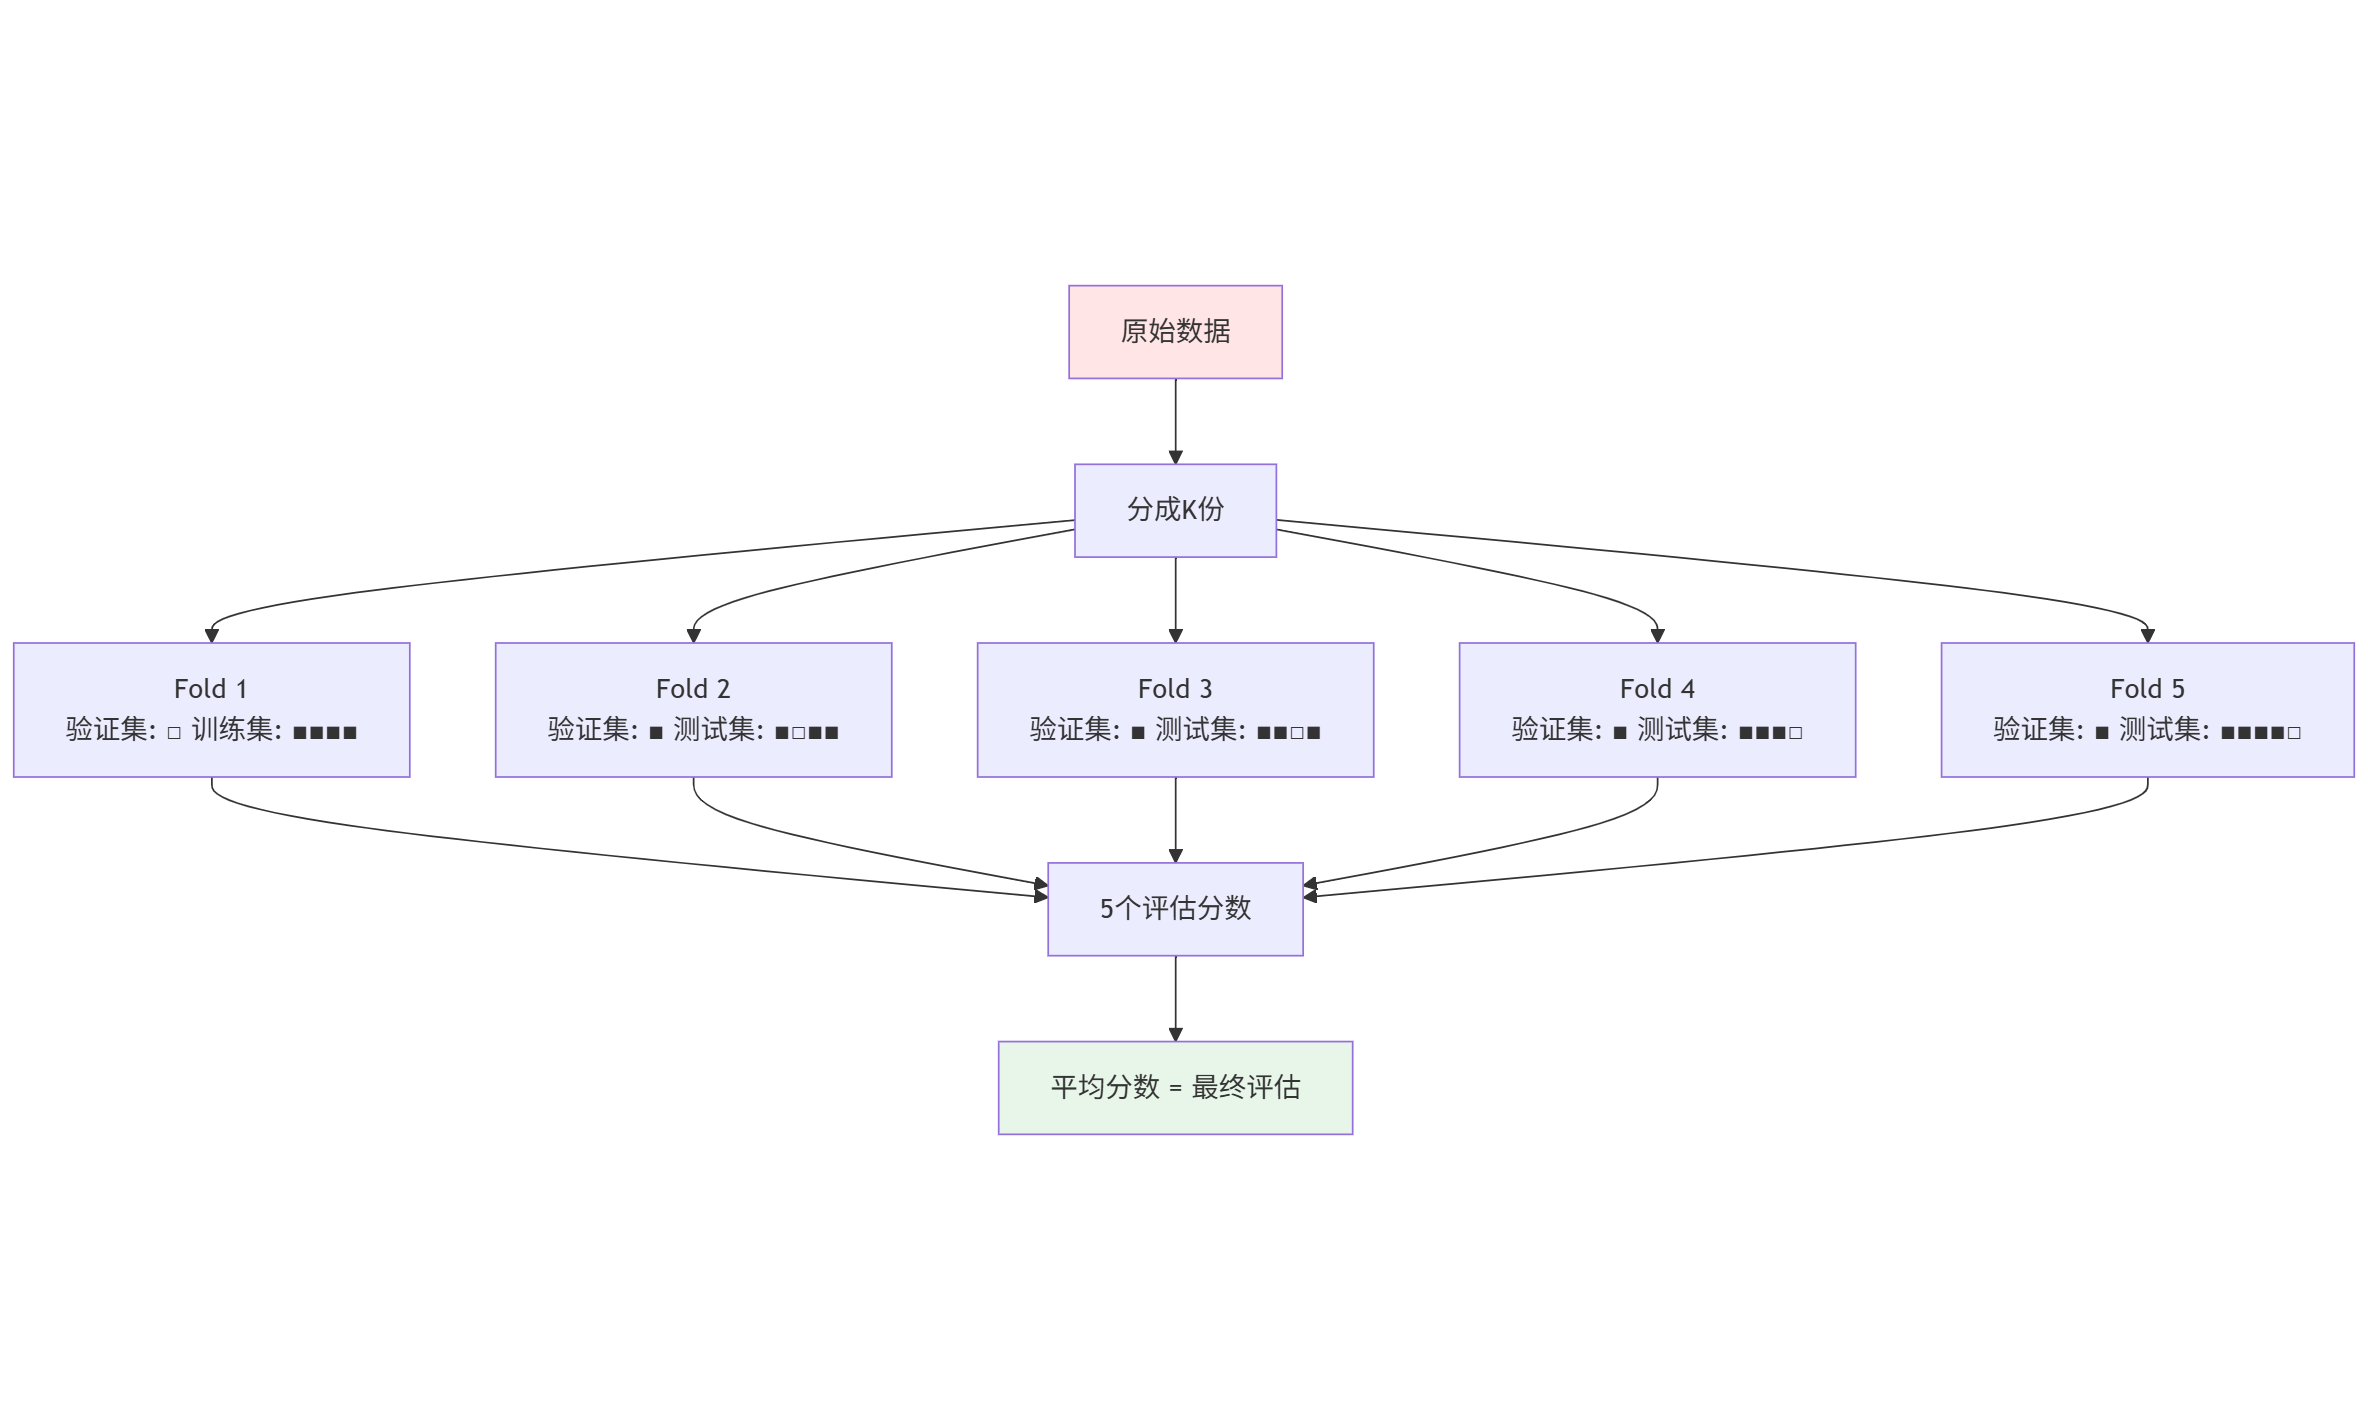 原始数据
分成K份
Fold 1
验证集: □ 训练集: ■■■■
Fold 2
验证集: ■ 测试集: ■□■■
Fold 3
验证集: ■ 测试集: ■■□■
Fold 4
验证集: ■ 测试集: ■■■□
Fold 5
验证集: ■ 测试集: ■■■■□
5个评估分数
平均分数 = 最终评估